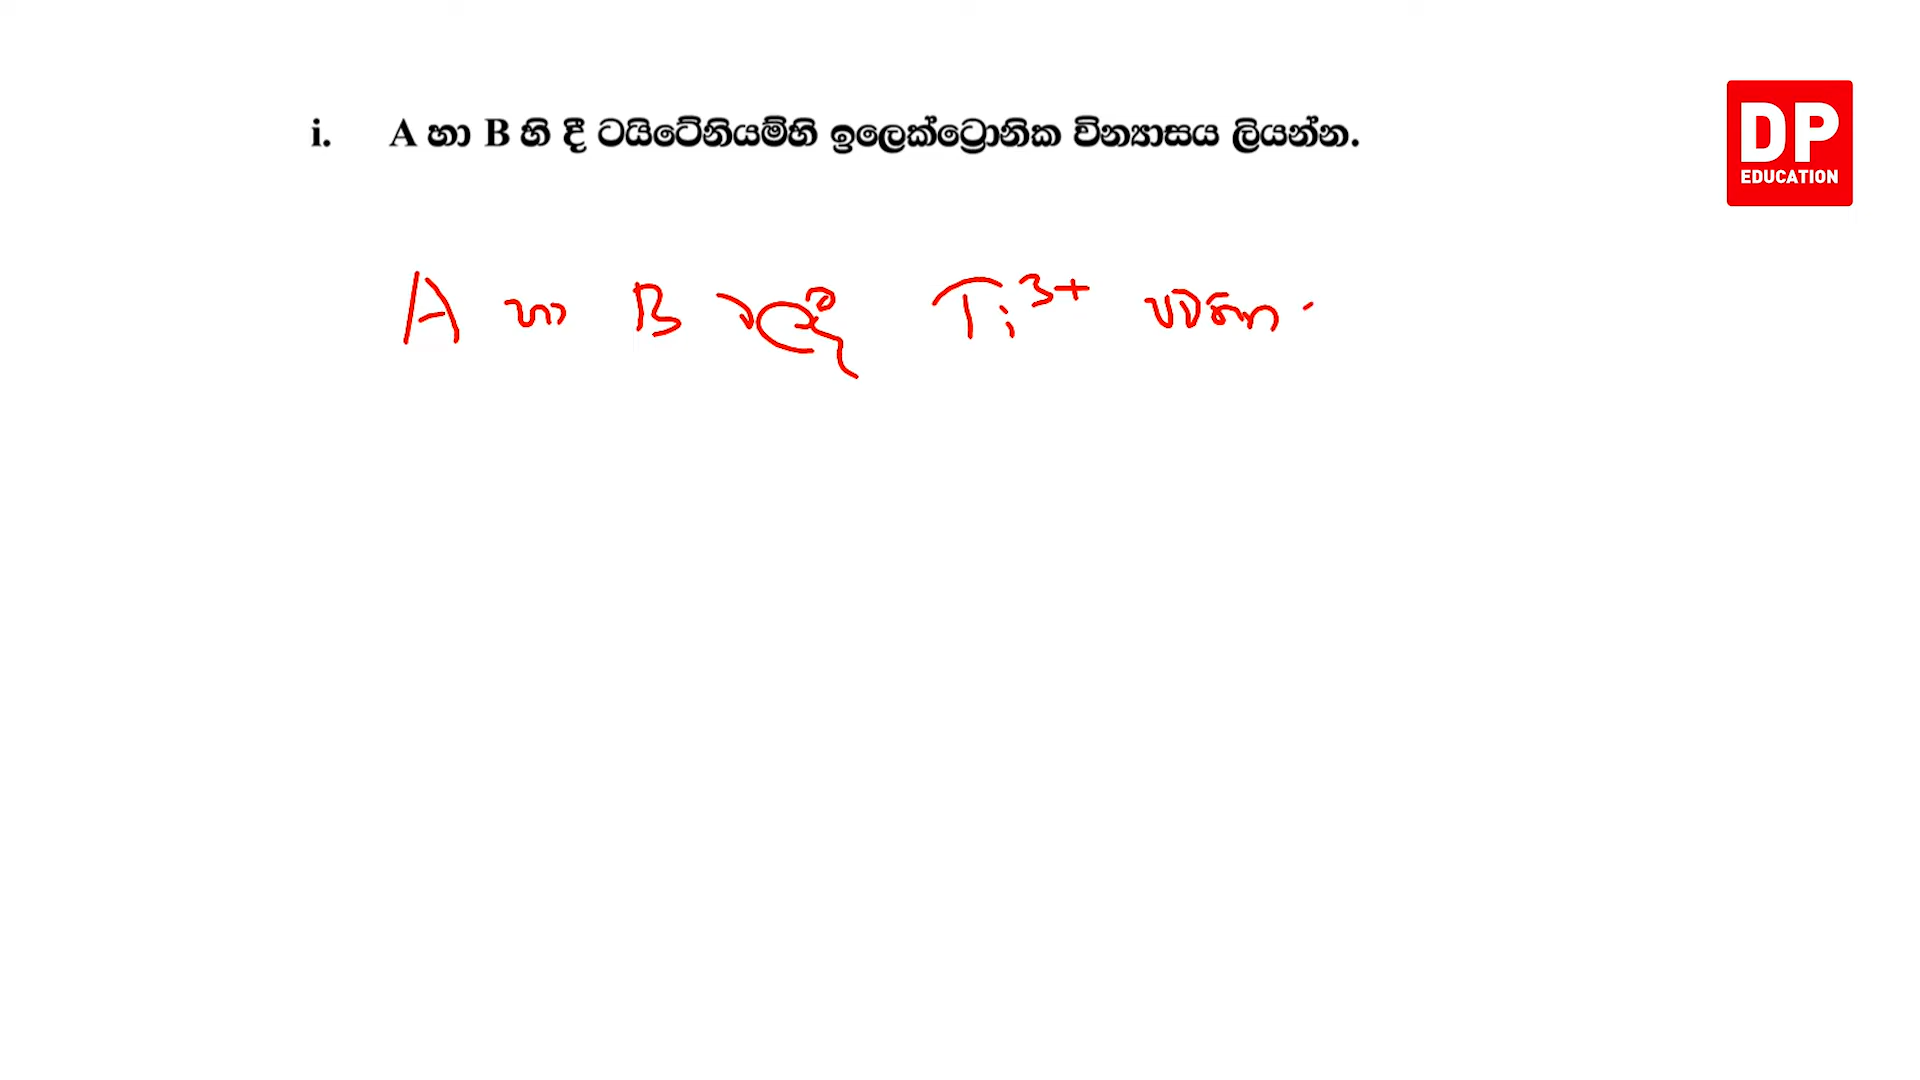 i. A හා B හි දී ටයිටේනියම්හි ඉලෙක්ට්‍රොනික වින්‍යාසය ලියන්න.
DP
EDUCATION
A හා B වලදී Ti³⁺ පවතින.